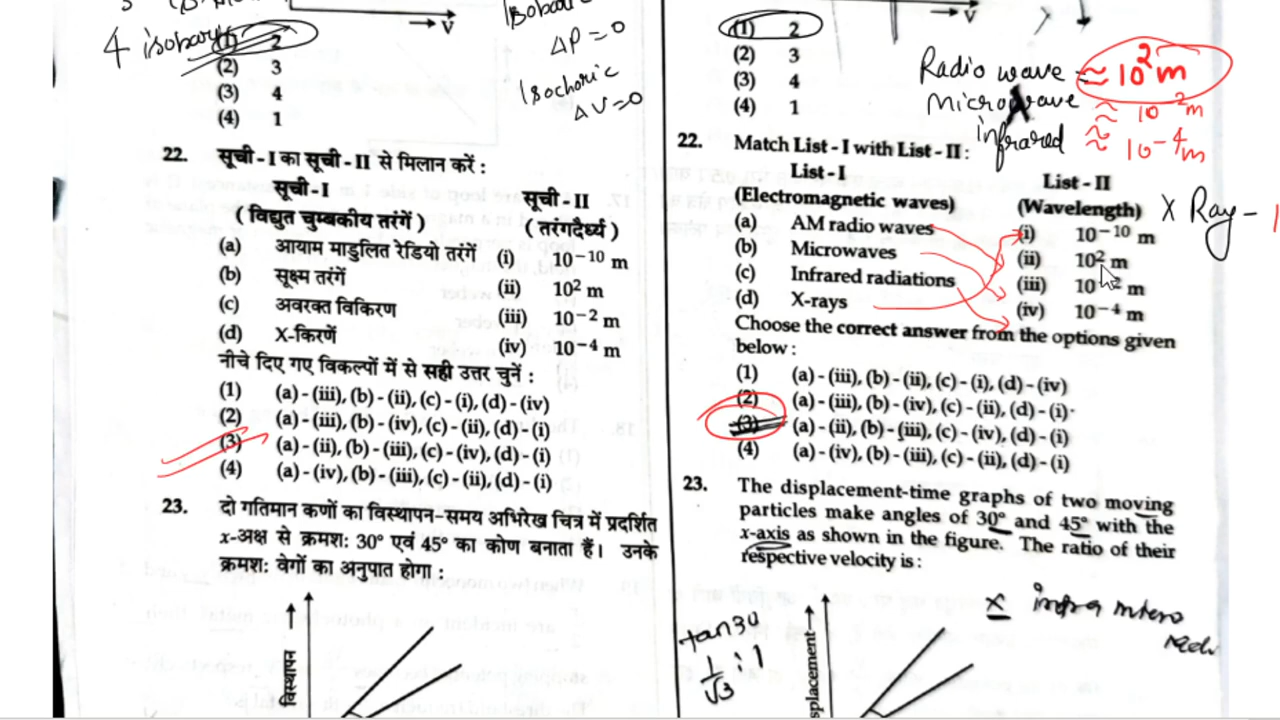 4 isobary
(1) 2
(2) 3
(3) 4
(4) 1
ΔP = 0
Isochoric
ΔV = 0
22. सूची-I का सूची-II से मिलान करें :
सूची-I सूची-II
(विद्युत चुम्बकीय तरंगें) (तरंगदैर्ध्य)
(a) आयाम माडुलित रेडियो तरंगें (i) 10⁻¹⁰ m
(b) सूक्ष्म तरंगें (ii) 10² m
(c) अवरक्त विकिरण (iii) 10⁻² m
(d) X-किरणें (iv) 10⁻⁴ m
नीचे दिए गए विकल्पों में से सही उत्तर चुनें :
(1) (a)-(iii), (b)-(ii), (c)-(i), (d)-(iv)
(2) (a)-(iii), (b)-(iv), (c)-(ii), (d)-(i)
(3) (a)-(ii), (b)-(iii), (c)-(iv), (d)-(i)
(4) (a)-(iv), (b)-(iii), (c)-(ii), (d)-(i)
23. दो गतिमान कणों का विस्थापन-समय अभिरेख चित्र में प्रदर्शित
x-अक्ष से क्रमश: 30° एवं 45° का कोण बनाता हैं। उनके
क्रमश: वेगों का अनुपात होगा :
विस्थापन
V
V
(1) 2
(2) 3
(3) 4
(4) 1
Radio wave ≈ 10² m
Microwave ≈ 10² m
infrared ≈ 10⁻⁴ m
22. Match List-I with List-II :
List-I List-II
(Electromagnetic waves) (Wavelength)
X Ray - 1
(a) AM radio waves (i) 10⁻¹⁰ m
(b) Microwaves (ii) 10² m
(c) Infrared radiations (iii) 10 m
(d) X-rays (iv) 10⁻⁴ m
Choose the correct answer from the options given
below :
(1) (a)-(iii), (b)-(ii), (c)-(i), (d)-(iv)
(2) (a)-(iii), (b)-(iv), (c)-(ii), (d)-(i)
(3) (a)-(ii), (b)-(iii), (c)-(iv), (d)-(i)
(4) (a)-(iv), (b)-(iii), (c)-(ii), (d)-(i)
23. The displacement-time graphs of two moving
particles make angles of 30° and 45° with the
x-axis as shown in the figure. The ratio of their
respective velocity is :
x infra micro
tan 30
1/√3 : 1